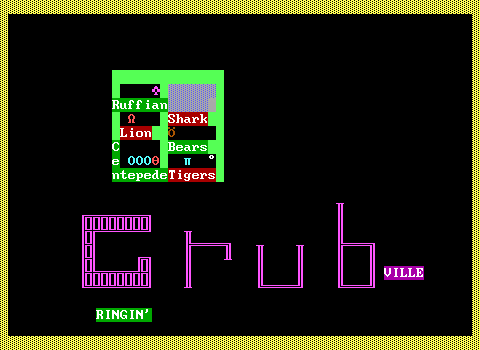 Ruffian
Shark
Lion
C Bears
e
ntepede Tigers
Grub
VILLE
RINGIN'